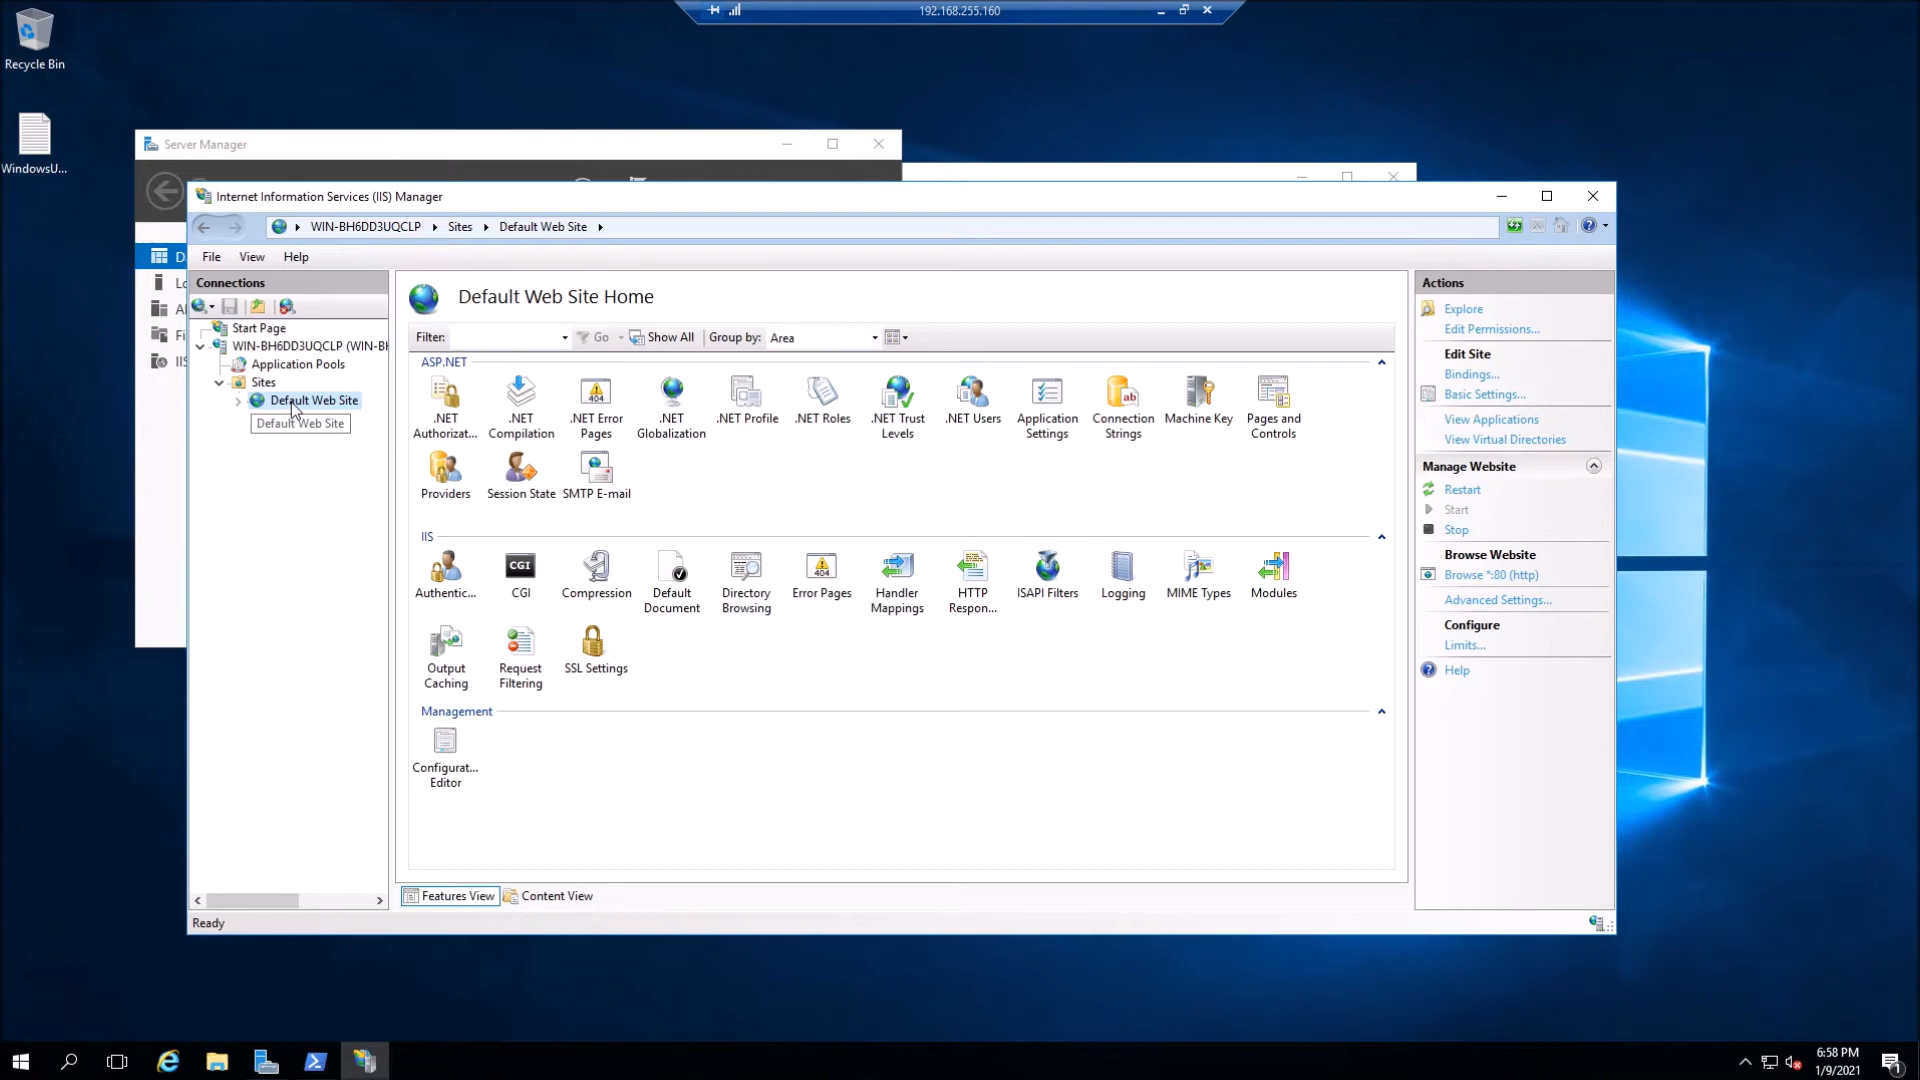 192.168.255.160
Recycle Bin
WindowsU...
Server Manager
Internet Information Services (IIS) Manager
WIN-BH6DD3UQCLP Sites Default Web Site
File View Help
Connections
Start Page
WIN-BH6DD3UQCLP (WIN-BH
Application Pools
Sites
Default Web Site
Default Web Site
Default Web Site Home
Filter: Go Show All Group by: Area
ASP.NET
.NET Authorizat...
.NET Compilation
.NET Error Pages
.NET Globalization
.NET Profile
.NET Roles
.NET Trust Levels
.NET Users
Application Settings
Connection Strings
Machine Key
Pages and Controls
Providers
Session State
SMTP E-mail
IIS
Authentic...
CGI
Compression
Default Document
Directory Browsing
Error Pages
Handler Mappings
HTTP Respon...
ISAPI Filters
Logging
MIME Types
Modules
Output Caching
Request Filtering
SSL Settings
Management
Configurat... Editor
Features View Content View
Ready
Actions
Explore
Edit Permissions...
Edit Site
Bindings...
Basic Settings...
View Applications
View Virtual Directories
Manage Website
Restart
Start
Stop
Browse Website
Browse *:80 (http)
Advanced Settings...
Configure
Limits...
Help
6:58 PM
1/9/2021